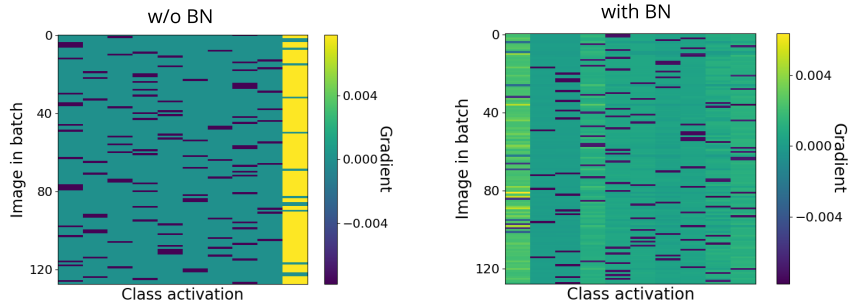 w/o BN
0
40
80
120
Image in batch
Class activation
0.004
0.000
−0.004
Gradient
with BN
0
40
80
120
Image in batch
Class activation
0.004
0.000
−0.004
Gradient